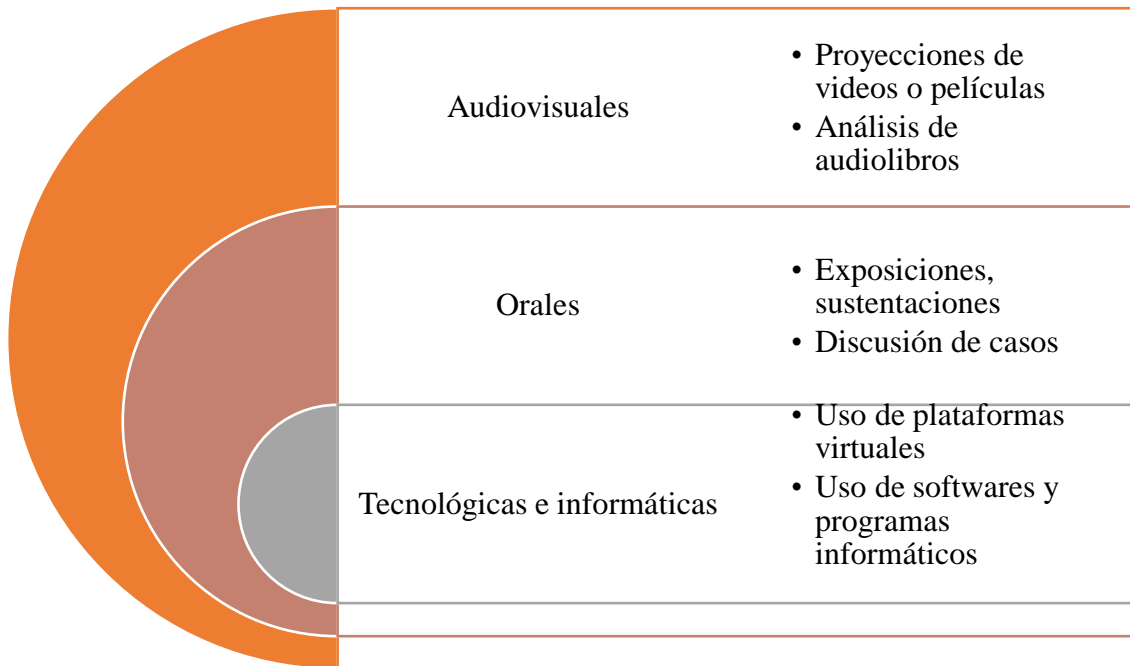 Audiovisuales
• Proyecciones de
videos o películas
• Análisis de
audiolibros
Orales
• Exposiciones,
sustentaciones
• Discusión de casos
Tecnológicas e informáticas
• Uso de plataformas
virtuales
• Uso de softwares y
programas
informáticos